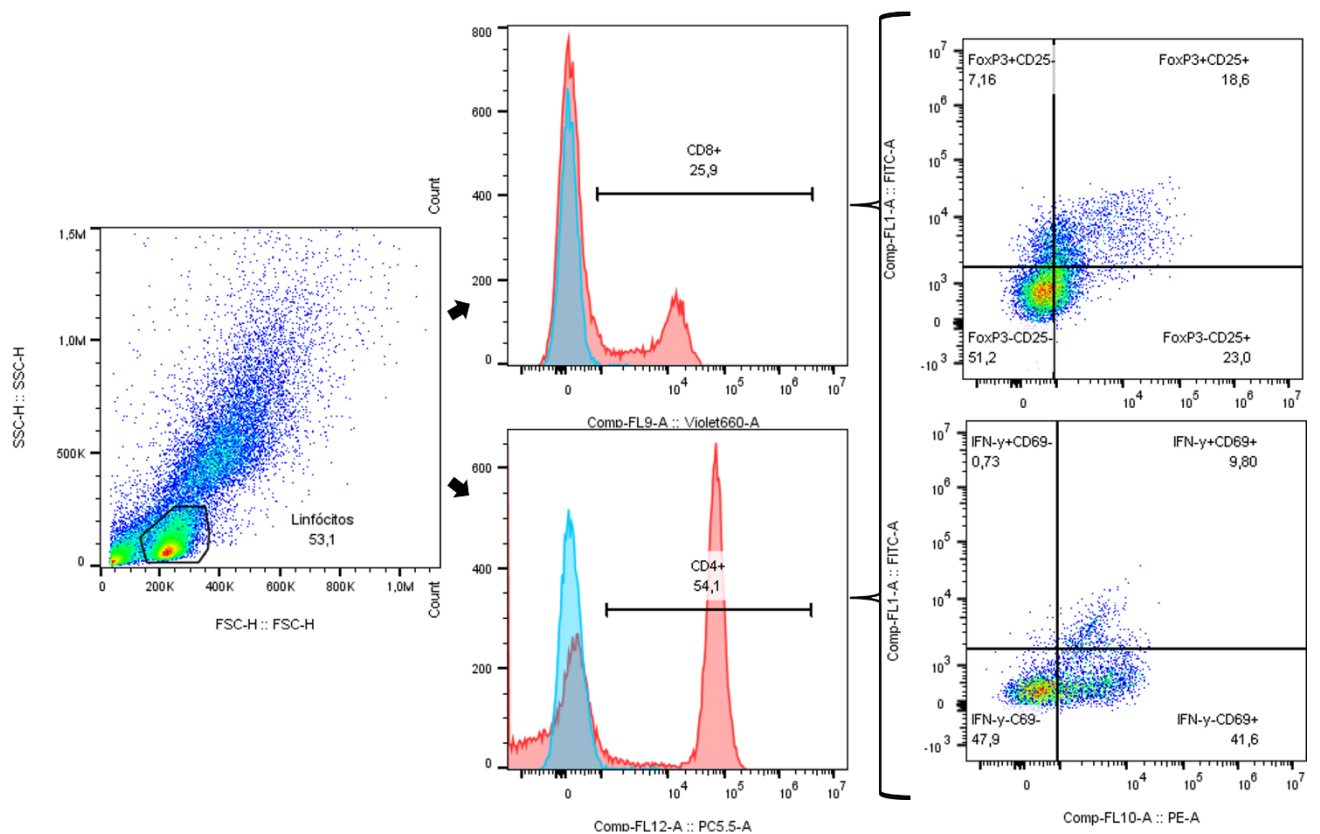 1,5M
1,0M
500K
0
SSC-H :: SSC-H
Linfócitos
53,1
0 200K 400K 600K 800K 1,0M
FSC-H :: FSC-H
800
600
400
200
0
Count
CD8+
25,9
0 10^4 10^5 10^6 10^7
Comp-FL9-A :: Violet660-A
600
400
200
0
Count
CD4+
54,1
0 10^4 10^5 10^6 10^7
Comp-FL12-A :: PC5.5-A
10^7
10^6
10^5
10^4
10^3
0
-10^3
Comp-FL1-A :: FITC-A
FoxP3+CD25-
7,16
FoxP3+CD25+
18,6
FoxP3-CD25-
51,2
FoxP3-CD25+
23,0
0 10^4 10^5 10^6 10^7
10^7
10^6
10^5
10^4
10^3
0
-10^3
Comp-FL1-A :: FITC-A
IFN-y+CD69-
0,73
IFN-y+CD69+
9,80
IFN-y-C69-
47,9
IFN-y-CD69+
41,6
0 10^4 10^5 10^6 10^7
Comp-FL10-A :: PE-A